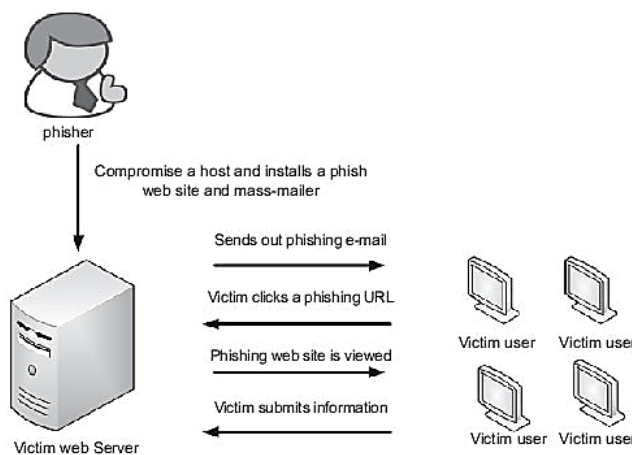 phisher
Compromise a host and installs a phish
web site and mass-mailer
Sends out phishing e-mail
Victim clicks a phishing URL
Phishing web site is viewed
Victim submits information
Victim web Server
Victim user
Victim user
Victim user
Victim user